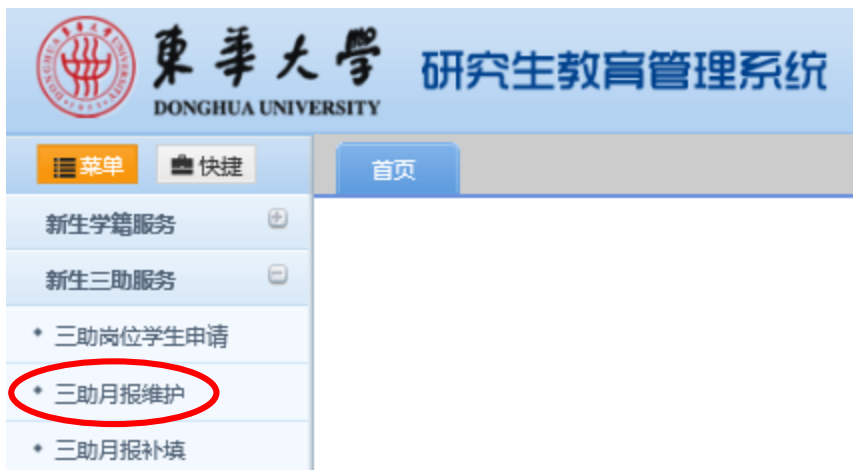 東華大學
DONGHUA UNIVERSITY
研究生教育管理系统
菜单 快捷
首页
新生学籍服务
新生三助服务
三助岗位学生申请
三助月报维护
三助月报补填